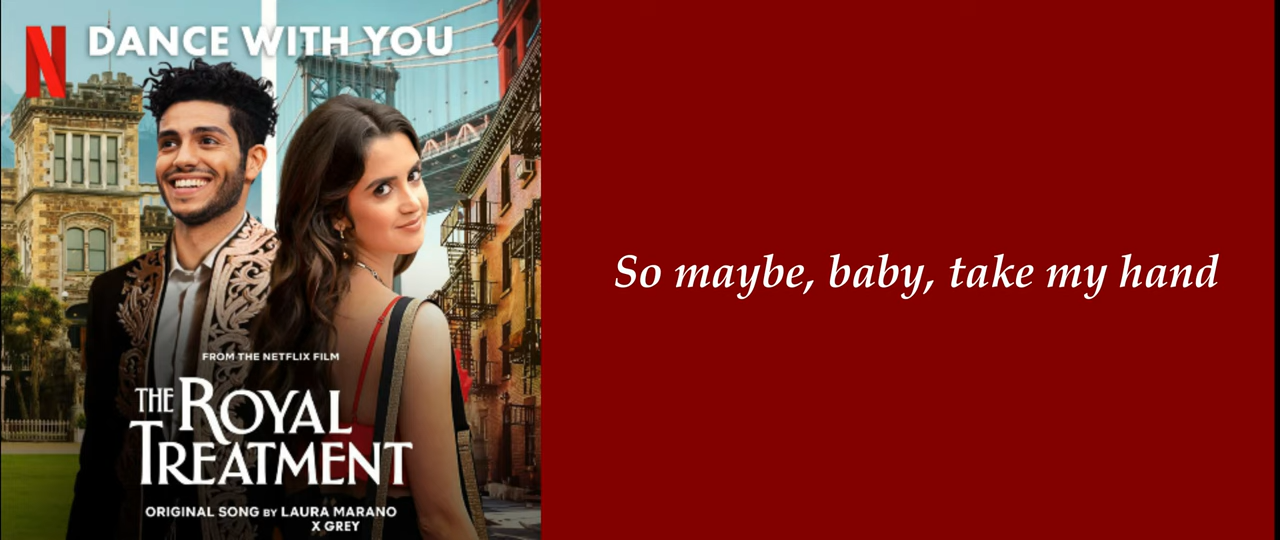 N
DANCE WITH YOU
FROM THE NETFLIX FILM
THE ROYAL
TREATMENT
ORIGINAL SONG BY LAURA MARANO
X GREY
So maybe, baby, take my hand